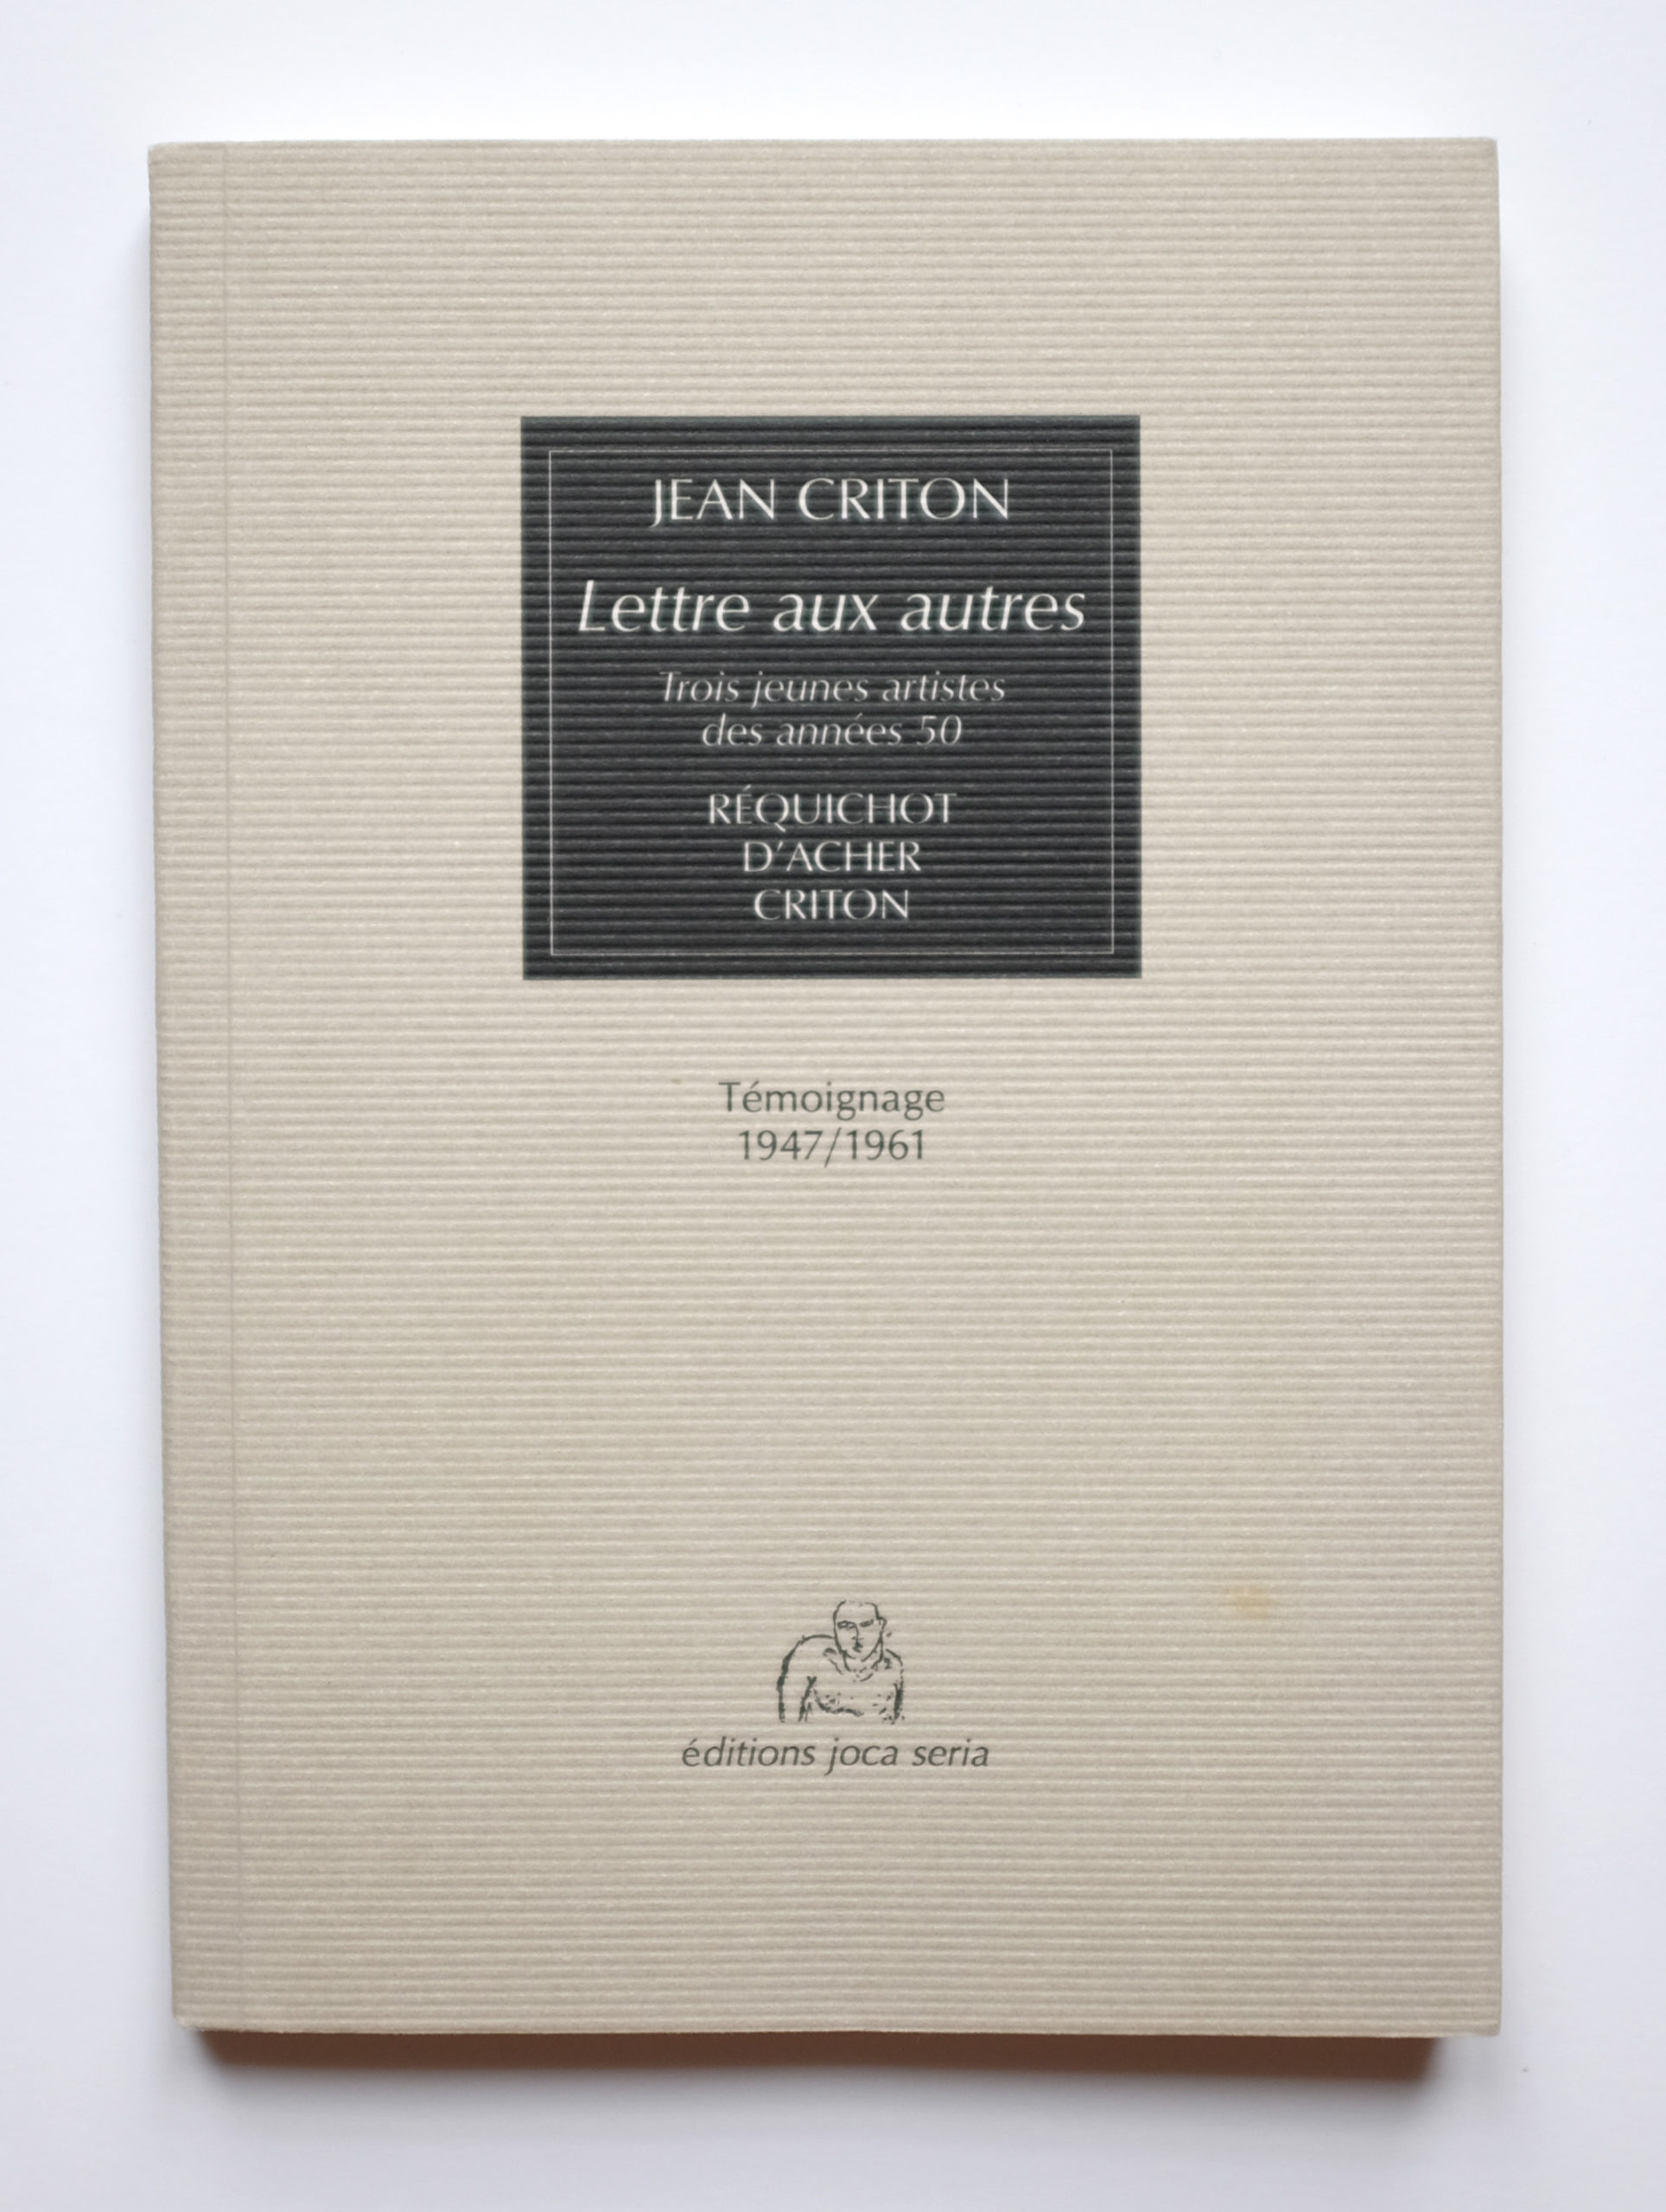 JEAN CRITON
Lettre aux autres
Trois jeunes artistes
des années 50
RÉQUICHOT
D'ACHER
CRITON
Témoignage
1947/1961
éditions joca seria